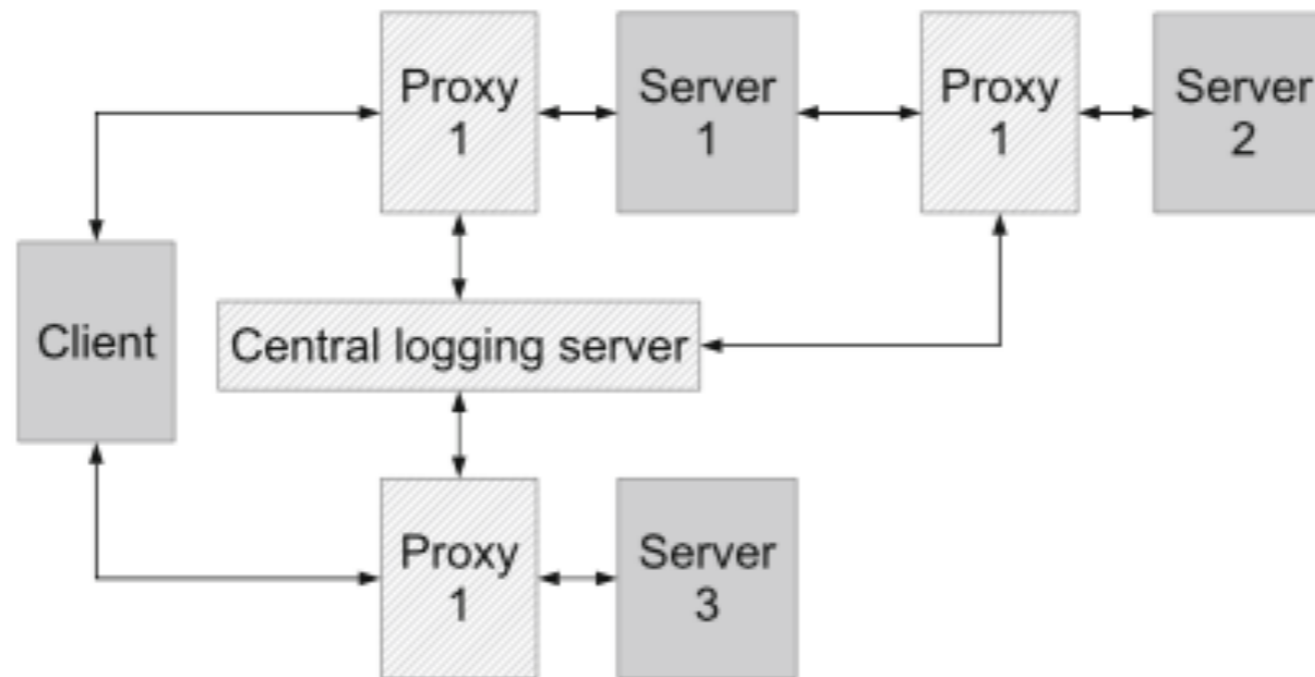 Proxy
1
Server
1
Proxy
1
Server
2
Client
Central logging server
Proxy
1
Server
3